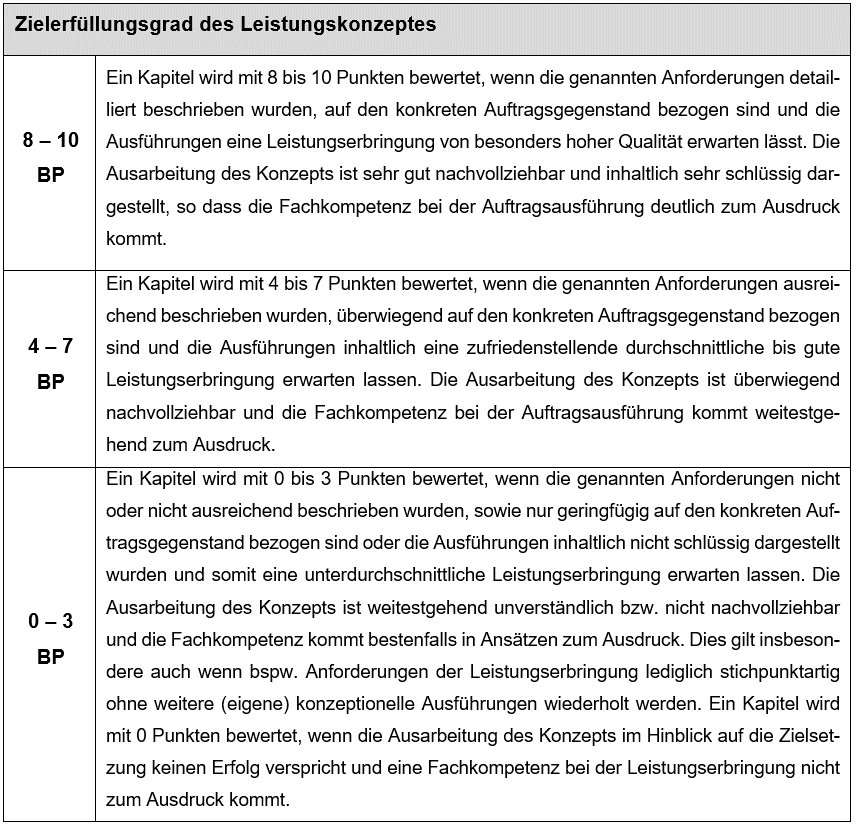 Zielerfüllungsgrad des Leistungskonzeptes
8 – 10
BP
Ein Kapitel wird mit 8 bis 10 Punkten bewertet, wenn die genannten Anforderungen detail-
liert beschrieben wurden, auf den konkreten Auftragsgegenstand bezogen sind und die
Ausführungen eine Leistungserbringung von besonders hoher Qualität erwarten lässt. Die
Ausarbeitung des Konzepts ist sehr gut nachvollziehbar und inhaltlich sehr schlüssig dar-
gestellt, so dass die Fachkompetenz bei der Auftragsausführung deutlich zum Ausdruck
kommt.
4 – 7
BP
Ein Kapitel wird mit 4 bis 7 Punkten bewertet, wenn die genannten Anforderungen ausrei-
chend beschrieben wurden, überwiegend auf den konkreten Auftragsgegenstand bezogen
sind und die Ausführungen inhaltlich eine zufriedenstellende durchschnittliche bis gute
Leistungserbringung erwarten lassen. Die Ausarbeitung des Konzepts ist überwiegend
nachvollziehbar und die Fachkompetenz bei der Auftragsausführung kommt weitestge-
hend zum Ausdruck.
0 – 3
BP
Ein Kapitel wird mit 0 bis 3 Punkten bewertet, wenn die genannten Anforderungen nicht
oder nicht ausreichend beschrieben wurden, sowie nur geringfügig auf den konkreten Auf-
tragsgegenstand bezogen sind oder die Ausführungen inhaltlich nicht schlüssig dargestellt
wurden und somit eine unterdurchschnittliche Leistungserbringung erwarten lassen. Die
Ausarbeitung des Konzepts ist weitestgehend unverständlich bzw. nicht nachvollziehbar
und die Fachkompetenz kommt bestenfalls in Ansätzen zum Ausdruck. Dies gilt insbeson-
dere auch wenn bspw. Anforderungen der Leistungserbringung lediglich stichpunktartig
ohne weitere (eigene) konzeptionelle Ausführungen wiederholt werden. Ein Kapitel wird
mit 0 Punkten bewertet, wenn die Ausarbeitung des Konzepts im Hinblick auf die Zielset-
zung keinen Erfolg verspricht und eine Fachkompetenz bei der Leistungserbringung nicht
zum Ausdruck kommt.